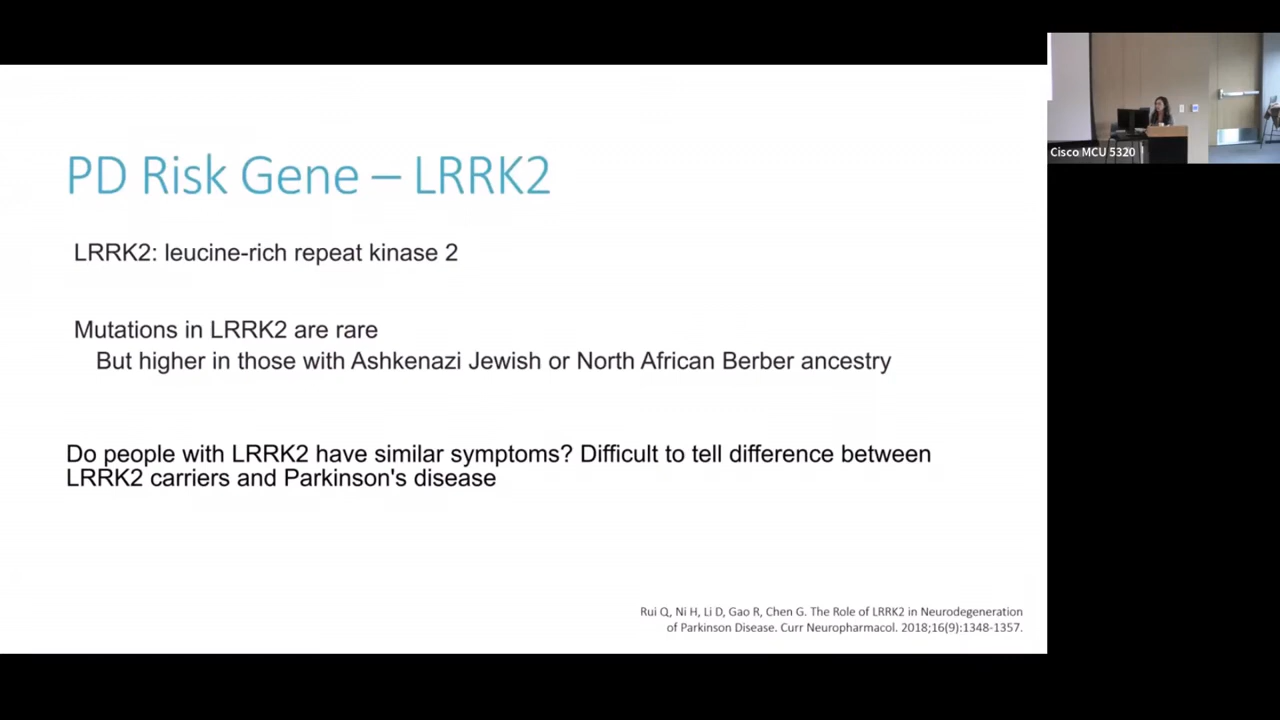 PD Risk Gene – LRRK2
LRRK2: leucine-rich repeat kinase 2
Mutations in LRRK2 are rare
But higher in those with Ashkenazi Jewish or North African Berber ancestry
Do people with LRRK2 have similar symptoms? Difficult to tell difference between
LRRK2 carriers and Parkinson's disease
Rui Q, Ni H, Li D, Gao R, Chen G. The Role of LRRK2 in Neurodegeneration
of Parkinson Disease. Curr Neuropharmacol. 2018;16(9):1348-1357.
Cisco MCU 5320